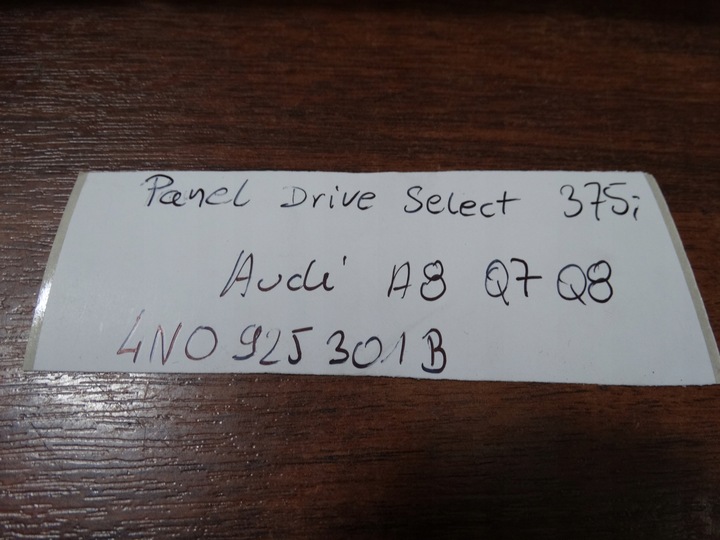 Panel Drive Select 375i
Audi A8 Q7 Q8
4N0 925 301 B